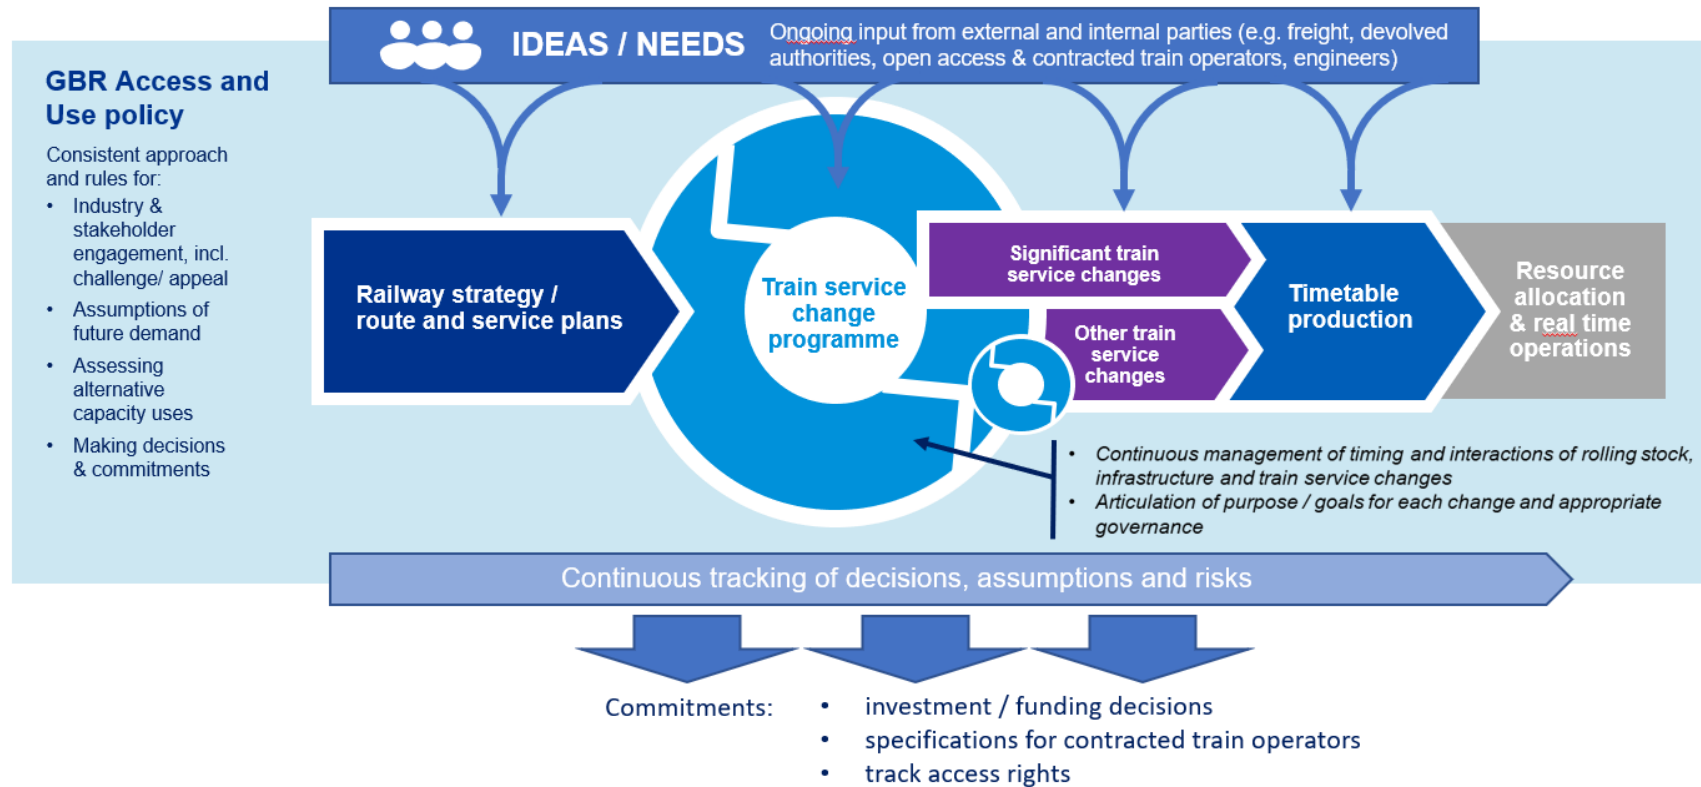 IDEAS / NEEDS
Ongoing input from external and internal parties (e.g. freight, devolved
authorities, open access & contracted train operators, engineers)
GBR Access and
Use policy
Consistent approach
and rules for:
• Industry &
stakeholder
engagement, incl.
challenge/ appeal
• Assumptions of
future demand
• Assessing
alternative
capacity uses
• Making decisions
& commitments
Railway strategy /
route and service plans
Train service
change
programme
Significant train
service changes
Other train
service
changes
Timetable
production
Resource
allocation
& real time
operations
• Continuous management of timing and interactions of rolling stock,
infrastructure and train service changes
• Articulation of purpose / goals for each change and appropriate
governance
Continuous tracking of decisions, assumptions and risks
Commitments:
• investment / funding decisions
• specifications for contracted train operators
• track access rights